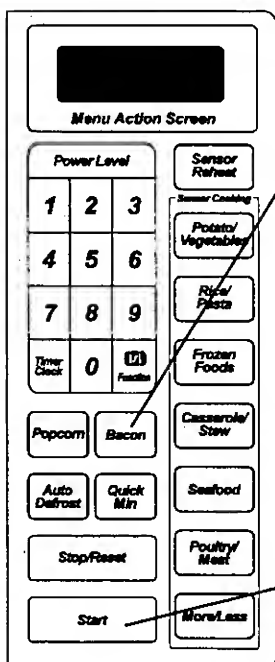 Menu Action Screen
Power Level
1 2 3
4 5 6
7 8 9
Timer
Clock
0
Function
Popcorn
Bacon
Auto
Defrost
Quick
Min
Stop/Reset
Start
Sensor
Reheat
Sensor Cooking
Potato/
Vegetables
Rice/
Pasta
Frozen
Foods
Casserole/
Stew
Seafood
Poultry/
Meat
More/Less